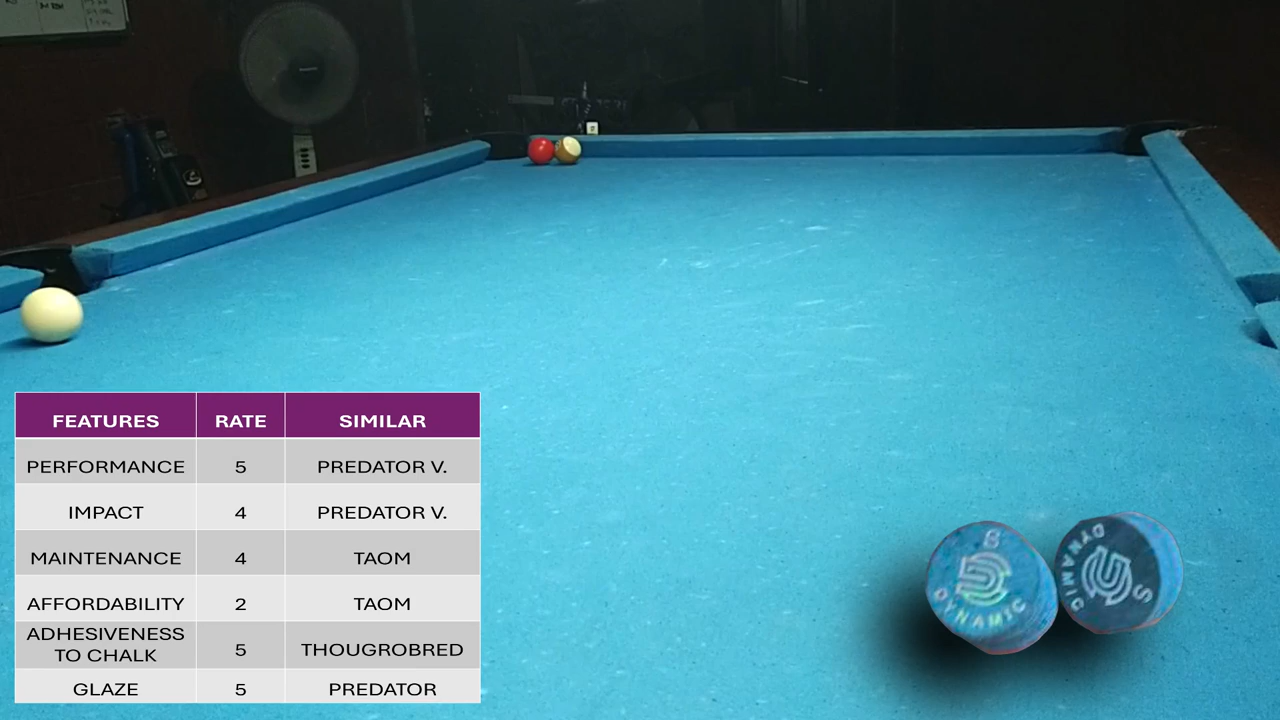 FEATURES RATE SIMILAR
PERFORMANCE 5 PREDATOR V.
IMPACT 4 PREDATOR V.
MAINTENANCE 4 TAOM
AFFORDABILITY 2 TAOM
ADHESIVENESS
TO CHALK 5 THOUGROBRED
GLAZE 5 PREDATOR
S
DYNAMIC
S
DYNAMIC